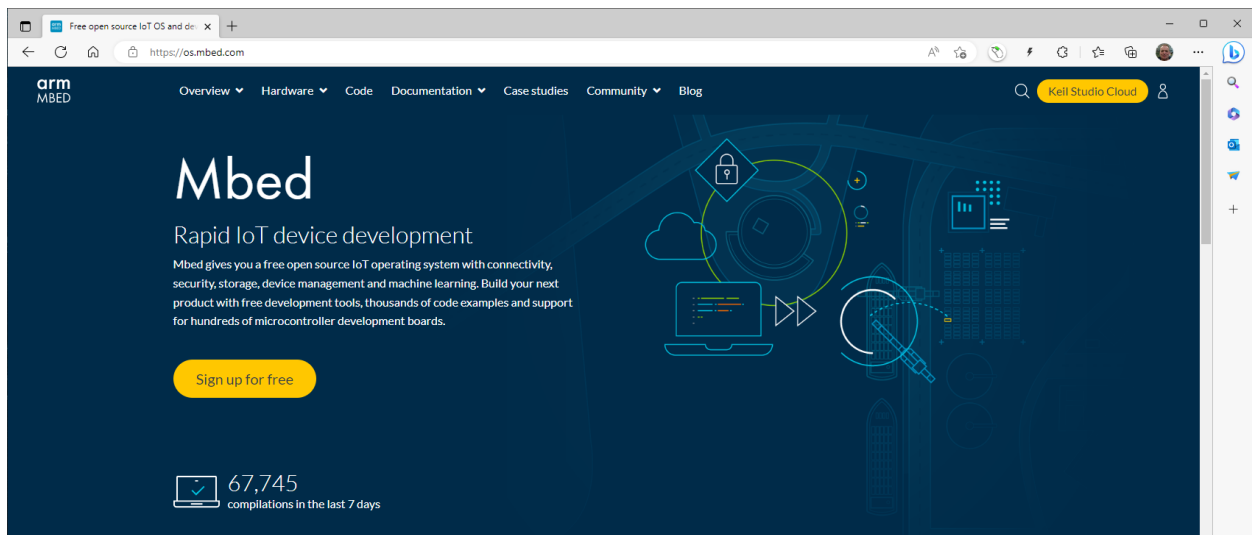 Free open source IoT OS and de
https://os.mbed.com
arm
MBED
Overview
Hardware
Code
Documentation
Case studies
Community
Blog
Keil Studio Cloud
Mbed
Rapid IoT device development
Mbed gives you a free open source IoT operating system with connectivity,
security, storage, device management and machine learning. Build your next
product with free development tools, thousands of code examples and support
for hundreds of microcontroller development boards.
Sign up for free
67,745
compilations in the last 7 days